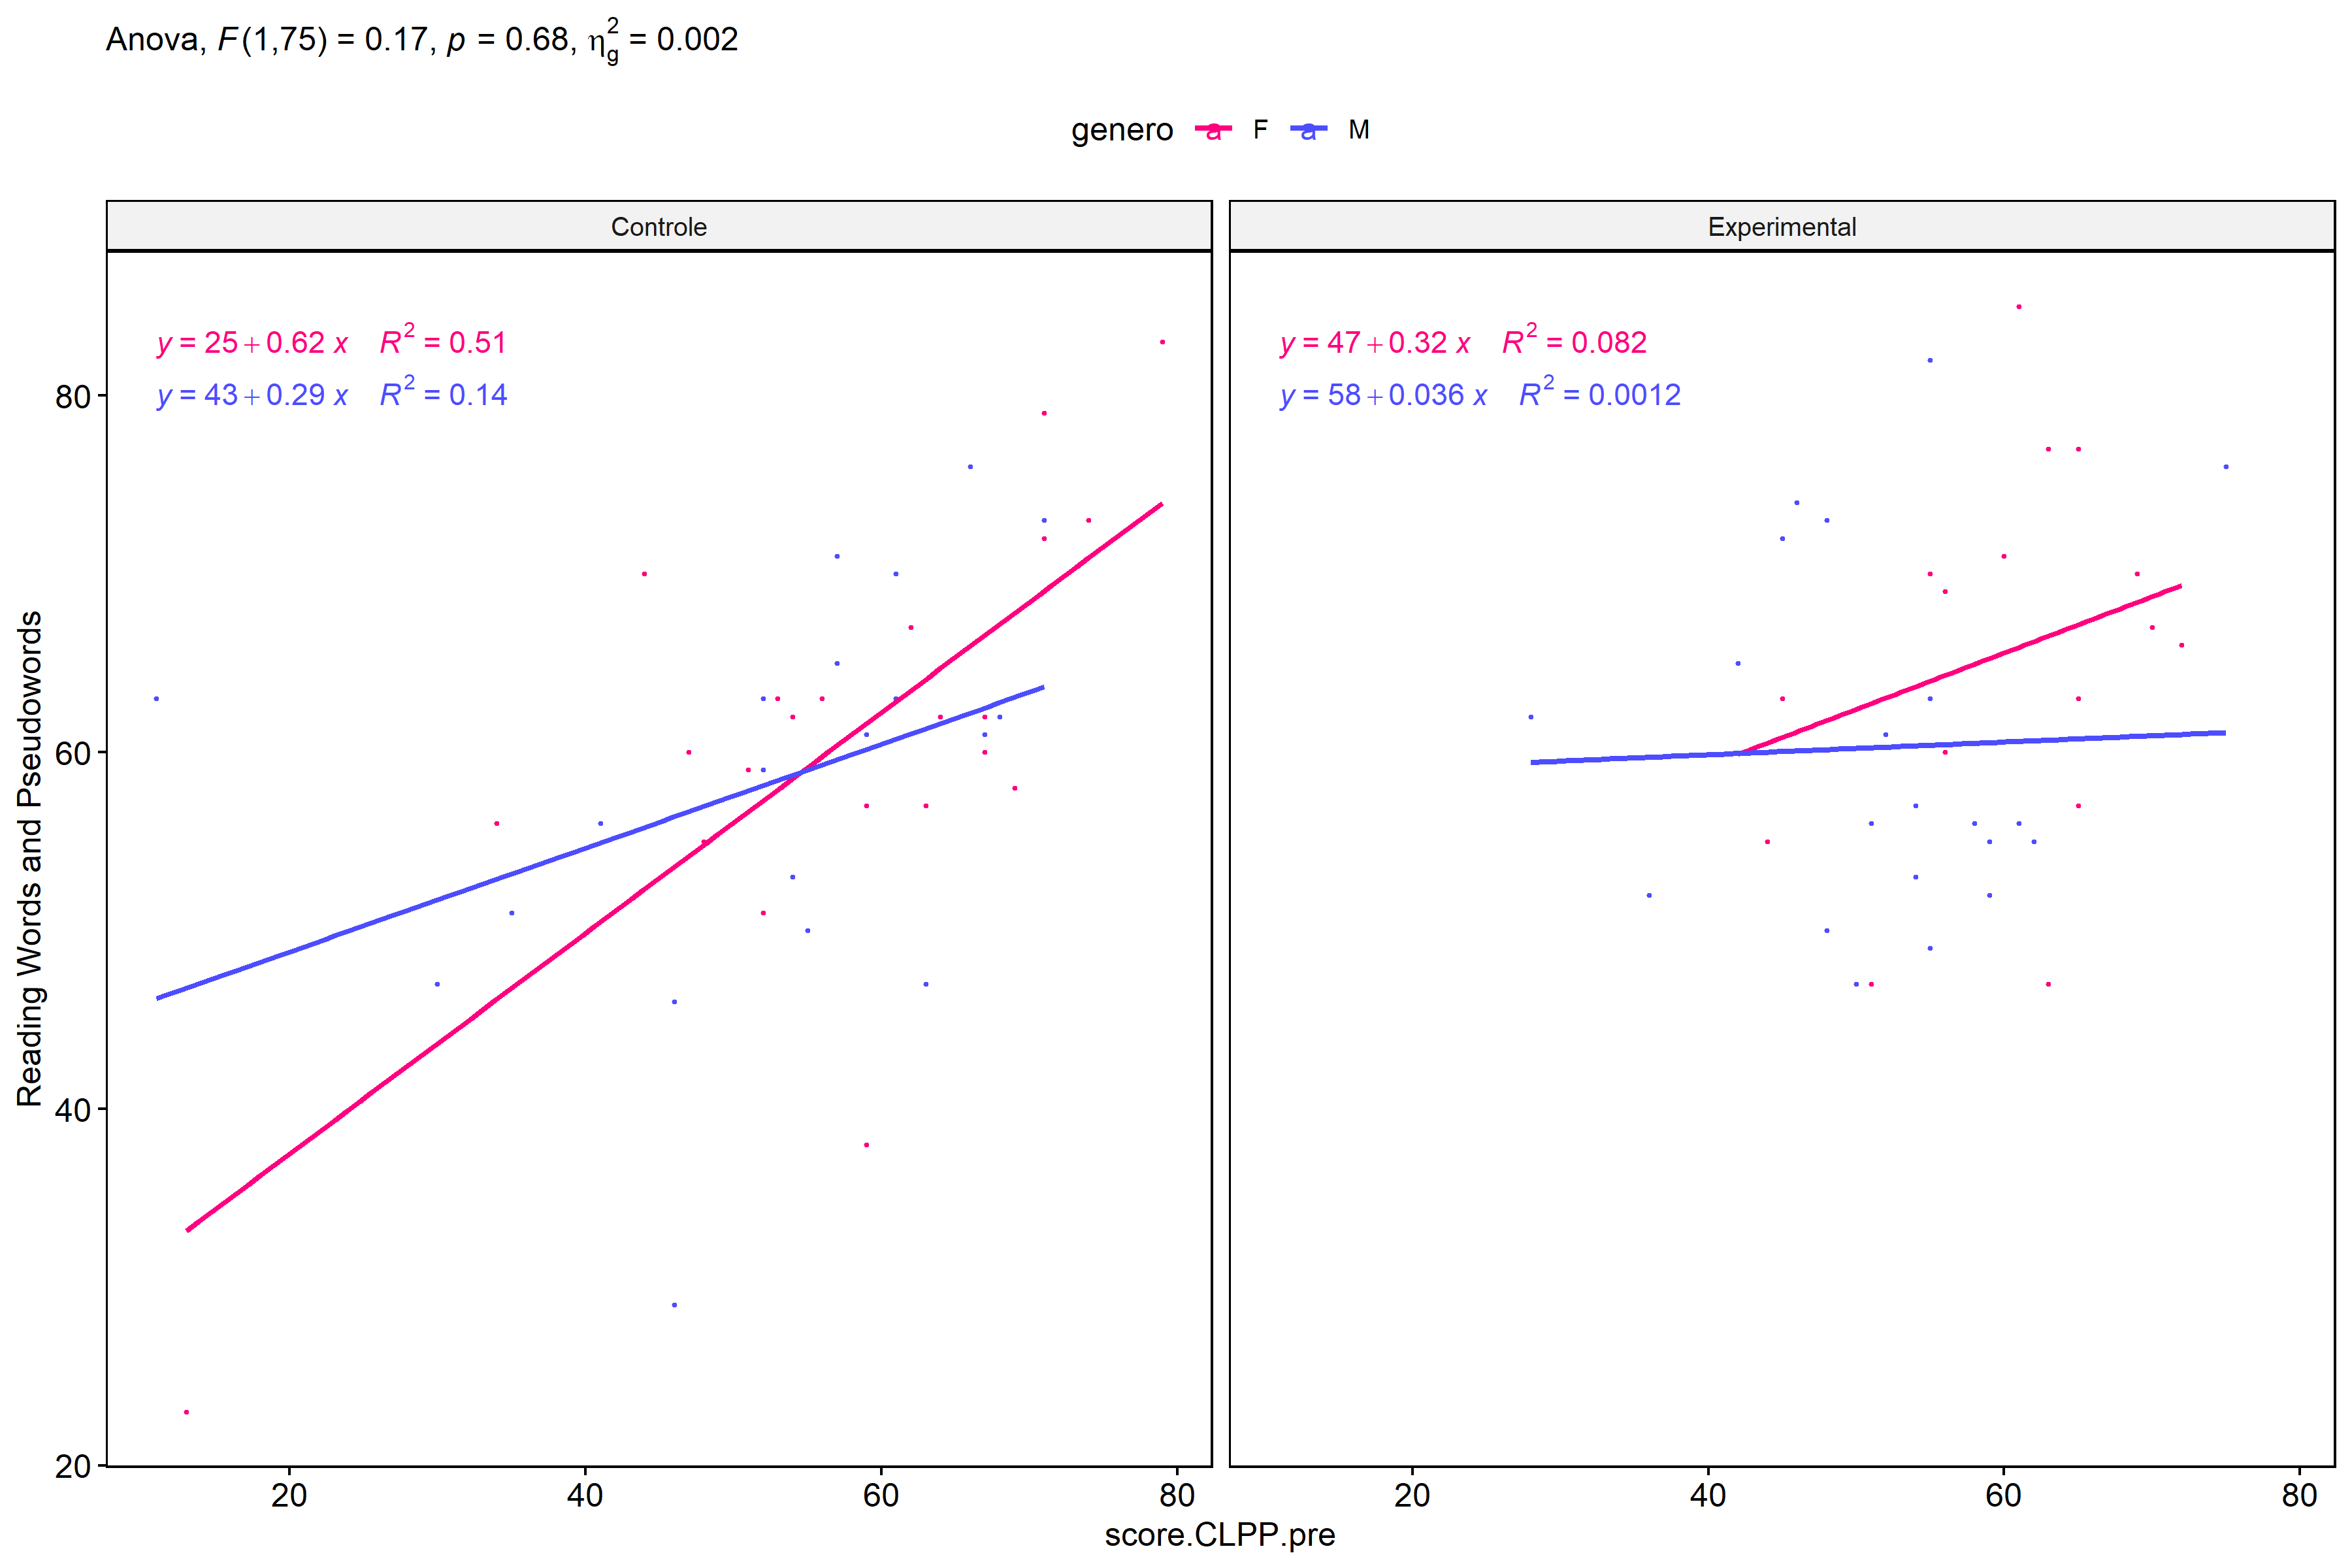 Anova, F(1,75) = 0.17, p = 0.68, η²g = 0.002
genero a F a M
Controle
Experimental
y = 25 + 0.62 x R² = 0.51
y = 43 + 0.29 x R² = 0.14
y = 47 + 0.32 x R² = 0.082
y = 58 + 0.036 x R² = 0.0012
Reading Words and Pseudowords
80
60
40
20
20 40 60 80
20 40 60 80
score.CLPP.pre